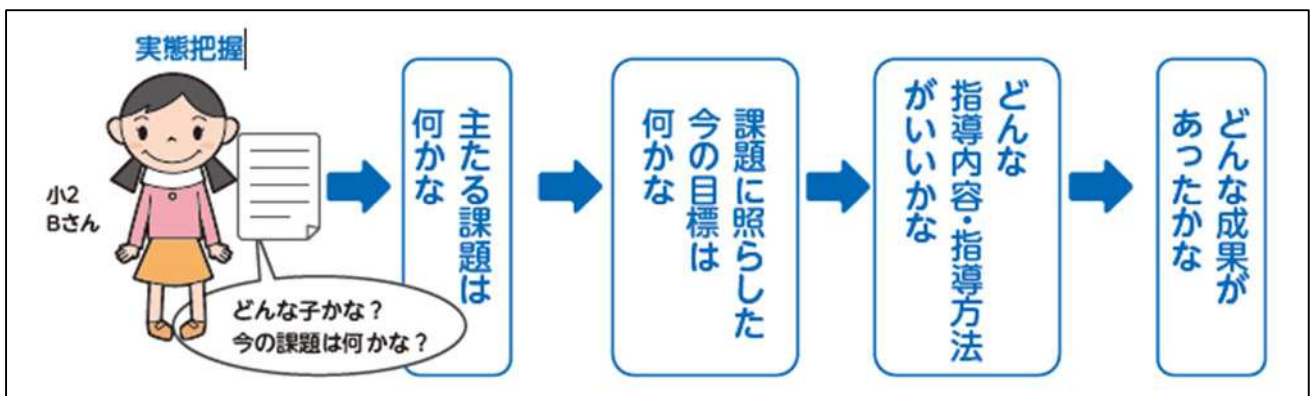 実態把握
小2
Bさん
どんな子かな？
今の課題は何かな？
主たる課題は
何かな
課題に照らした
今の目標は
何かな
どんな
指導内容・指導方法
がいいかな
どんな成果が
あったかな